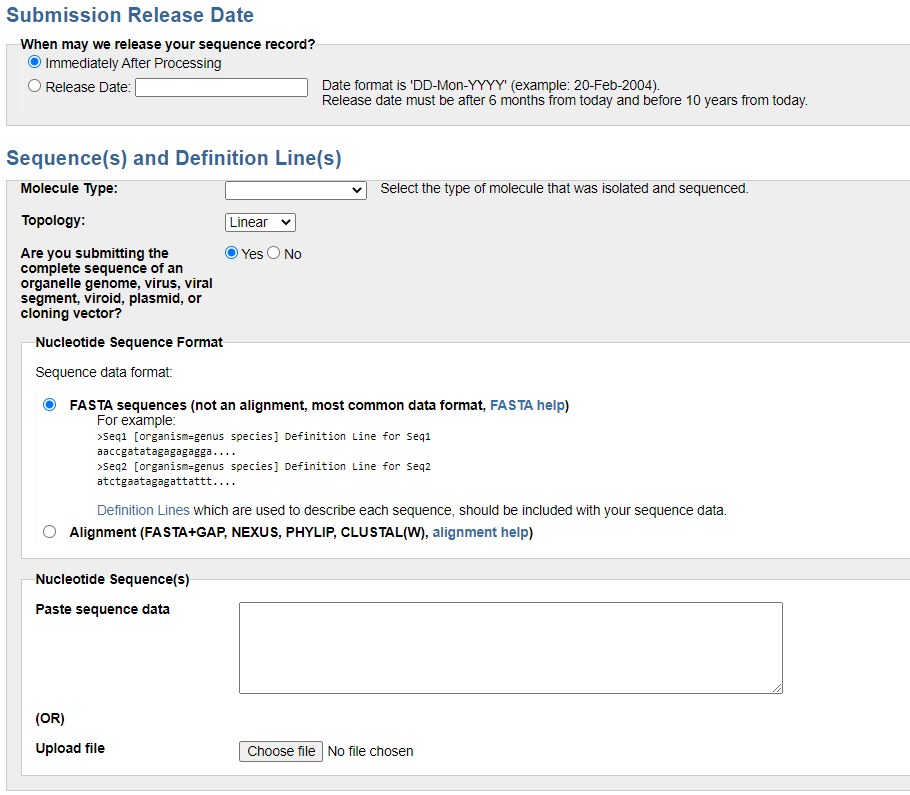 Submission Release Date
When may we release your sequence record?
Immediately After Processing
Release Date:
Date format is 'DD-Mon-YYYY' (example: 20-Feb-2004).
Release date must be after 6 months from today and before 10 years from today.
Sequence(s) and Definition Line(s)
Molecule Type:
Select the type of molecule that was isolated and sequenced.
Topology:
Linear
Are you submitting the
complete sequence of an
organelle genome, virus, viral
segment, viroid, plasmid, or
cloning vector?
Yes No
Nucleotide Sequence Format
Sequence data format:
FASTA sequences (not an alignment, most common data format, FASTA help)
For example:
>Seq1 [organism=genus species] Definition Line for Seq1
aaccgatatagagagagga....
>Seq2 [organism=genus species] Definition Line for Seq2
atctgaatagagattattt....
Definition Lines which are used to describe each sequence, should be included with your sequence data.
Alignment (FASTA+GAP, NEXUS, PHYLIP, CLUSTAL(W), alignment help)
Nucleotide Sequence(s)
Paste sequence data
(OR)
Upload file
Choose file No file chosen